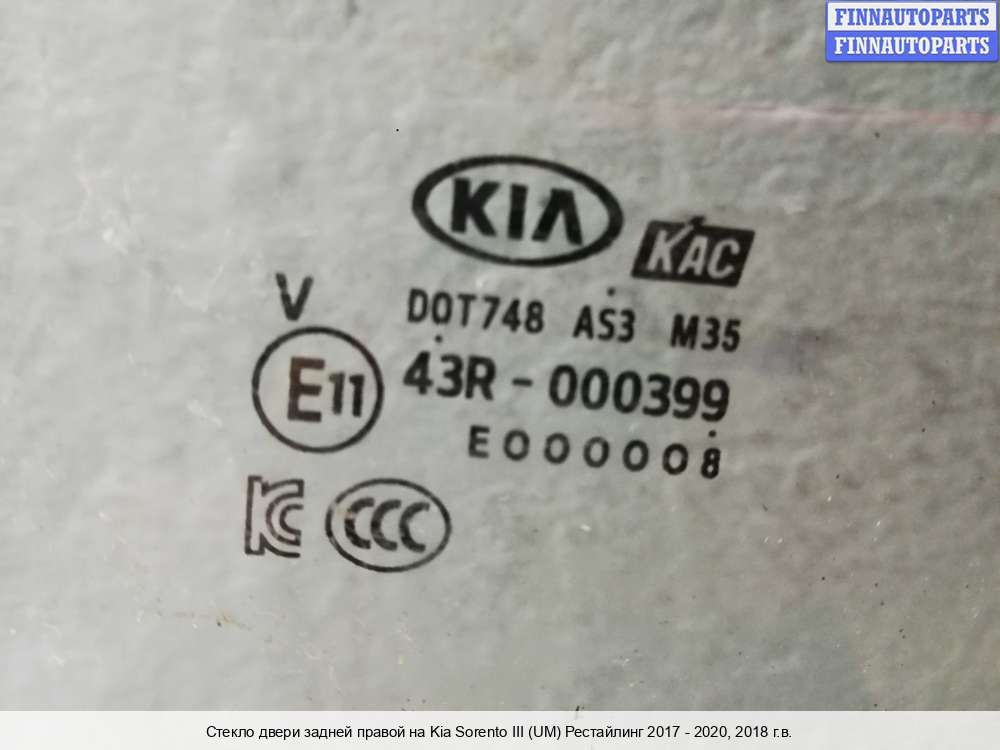 FINNAUTOPARTS
FINNAUTOPARTS
KIA
KAC
V
DOT748 AS3 M35
E11
43R - 000399
E000008
KC
CCC
Стекло двери задней правой на Kia Sorento III (UM) Рестайлинг 2017 - 2020, 2018 г.в.